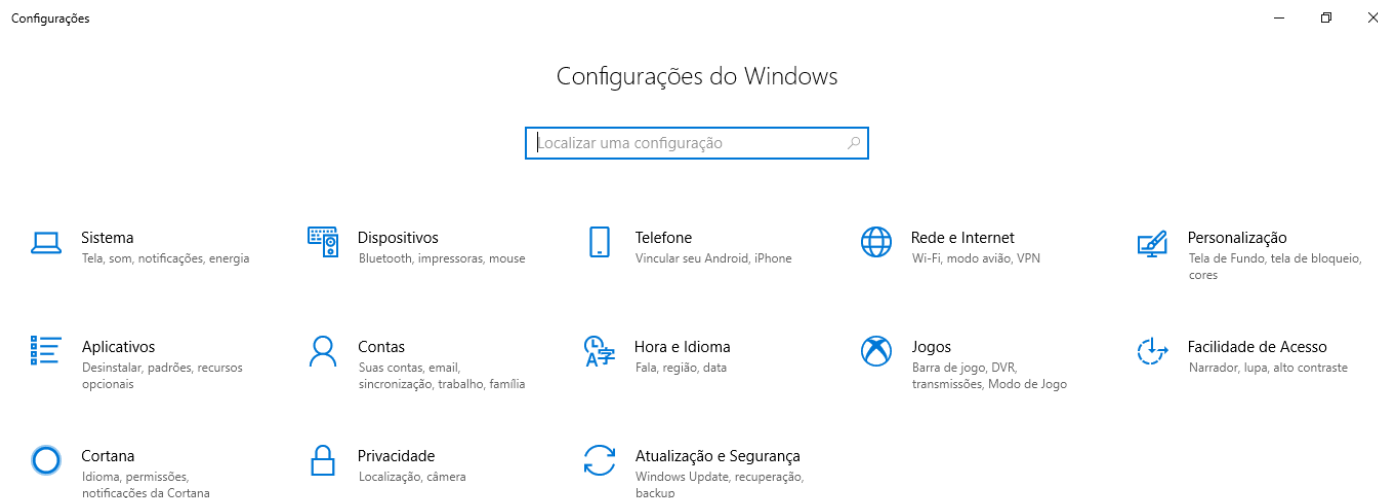 Configurações
Configurações do Windows
Localizar uma configuração
Sistema
Tela, som, notificações, energia
Dispositivos
Bluetooth, impressoras, mouse
Telefone
Vincular seu Android, iPhone
Rede e Internet
Wi-Fi, modo avião, VPN
Personalização
Tela de Fundo, tela de bloqueio,
cores
Aplicativos
Desinstalar, padrões, recursos
opcionais
Contas
Suas contas, email,
sincronização, trabalho, família
Hora e Idioma
Fala, região, data
Jogos
Barra de jogo, DVR,
transmissões, Modo de Jogo
Facilidade de Acesso
Narrador, lupa, alto contraste
Cortana
Idioma, permissões,
notificações da Cortana
Privacidade
Localização, câmera
Atualização e Segurança
Windows Update, recuperação,
backup